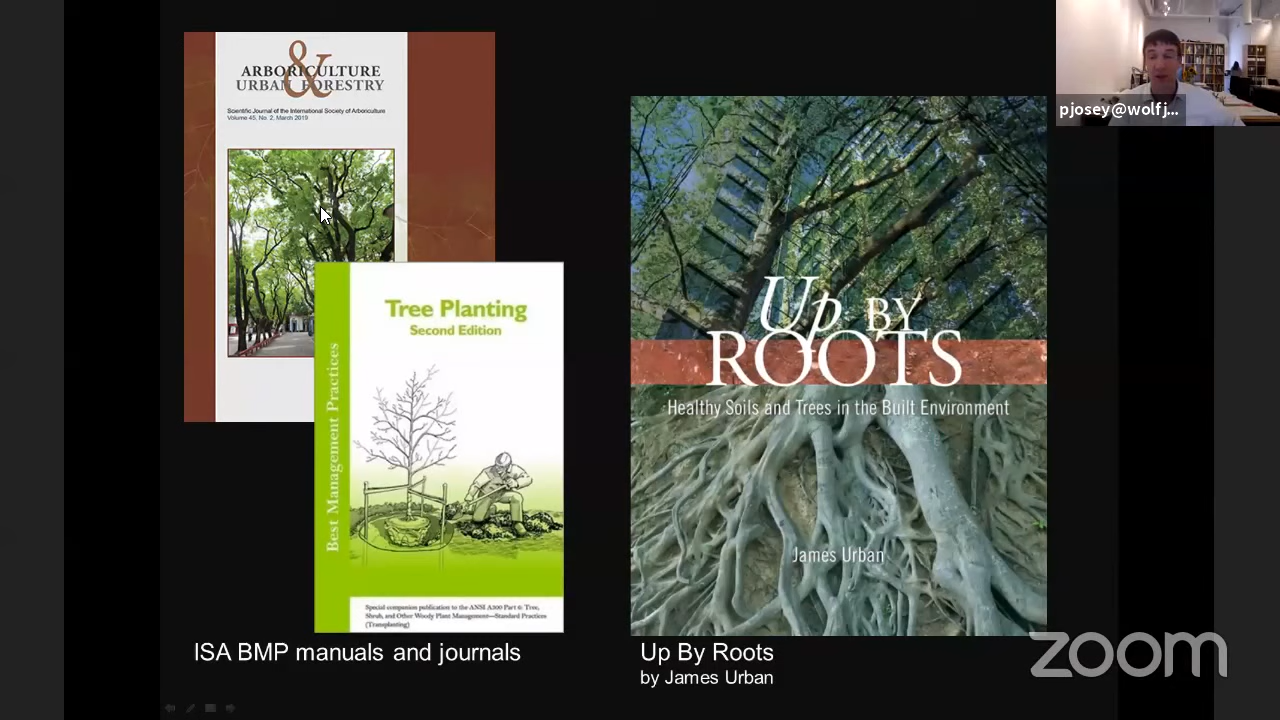 &
ARBORICULTURE
URBAN FORESTRY
Scientific Journal of the International Society of Arboriculture
Volume 45, No. 2, March 2019
Best Management Practices
Tree Planting
Second Edition
Special companion publication to the ANSI A300 Part 6: Tree,
Shrub, and Other Woody Plant Management—Standard Practices
(Transplanting)
ISA BMP manuals and journals
Up BY
ROOTS
Healthy Soils and Trees in the Built Environment
James Urban
Up By Roots
by James Urban
pjosey@wolfj...
zoom